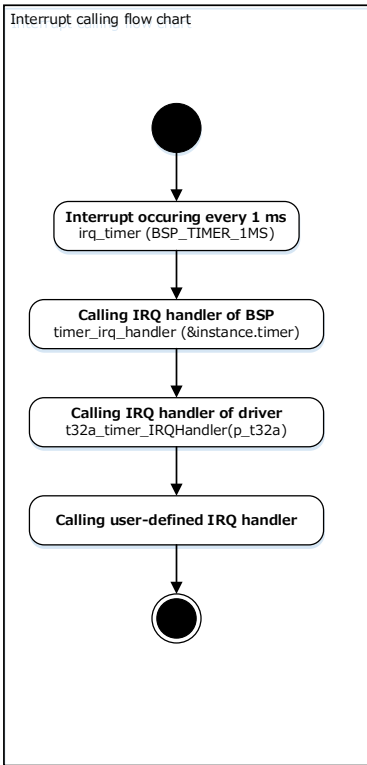 Interrupt calling flow chart
Interrupt occuring every 1 ms
irq_timer (BSP_TIMER_1MS)
Calling IRQ handler of BSP
timer_irq_handler (&instance.timer)
Calling IRQ handler of driver
t32a_timer_IRQHandler(p_t32a)
Calling user-defined IRQ handler